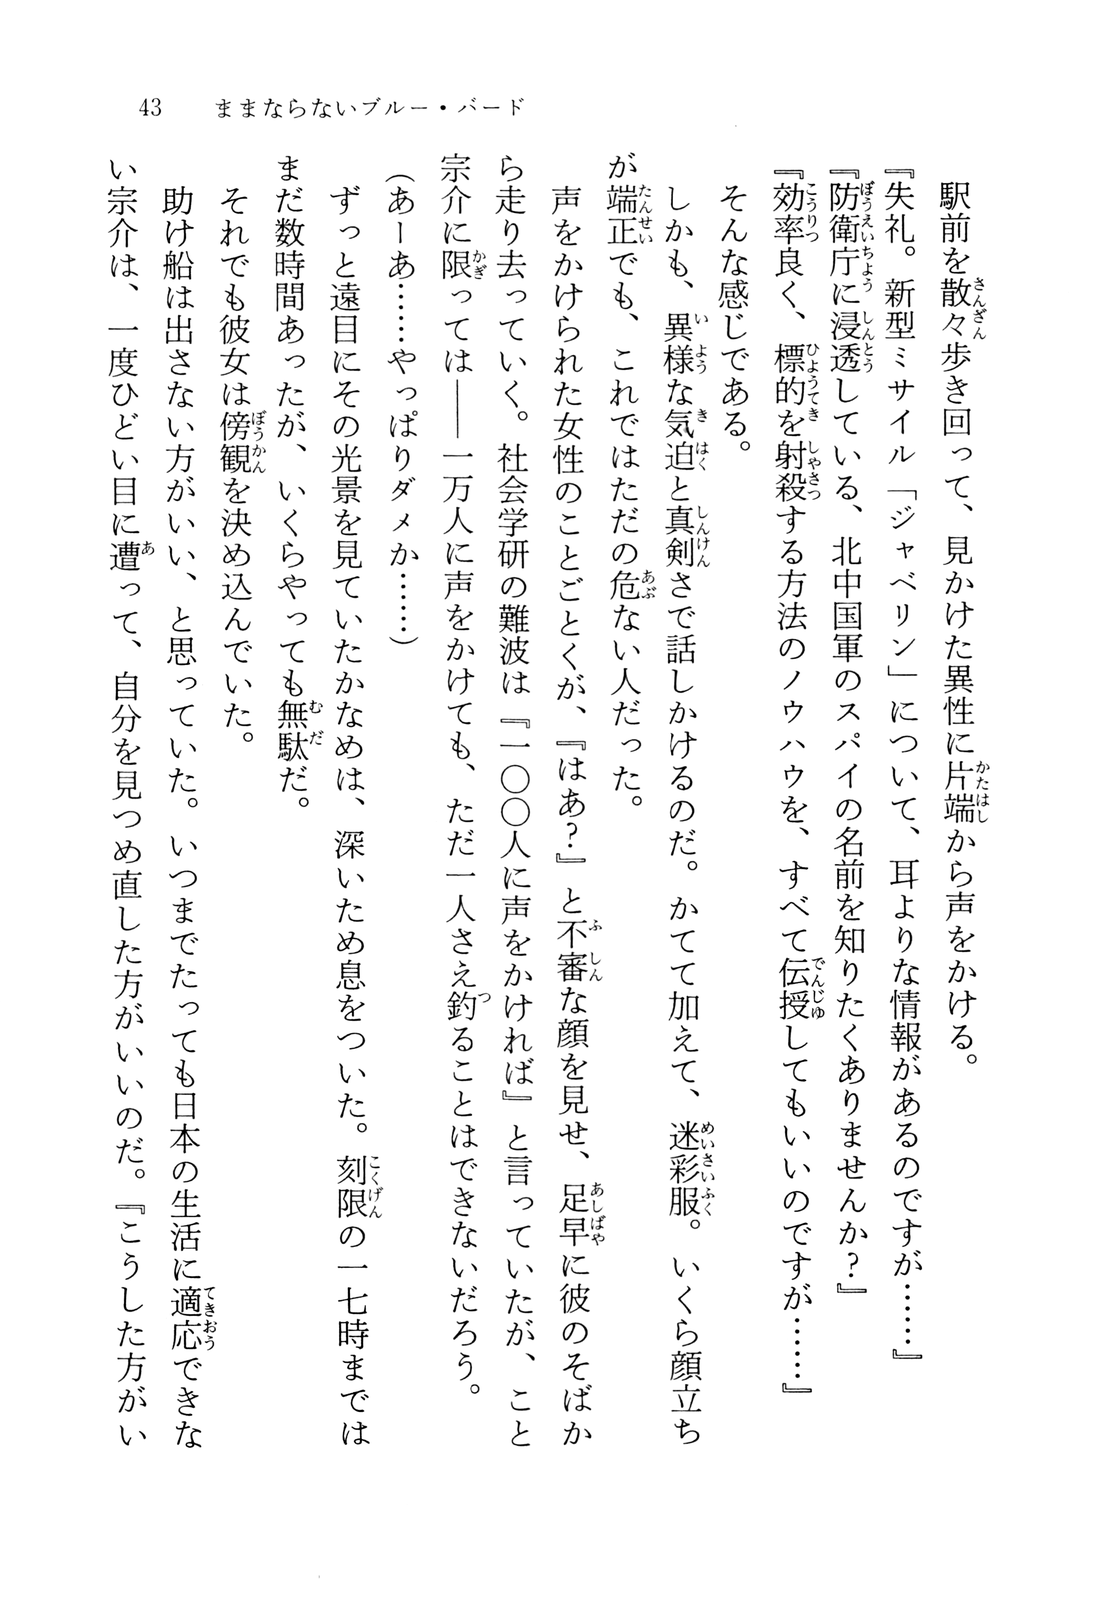 43　ままならないブルー・バード
　駅前を散々歩き回って、見かけた異性に片端から声をかける。
『失礼。新型ミサイル「ジャベリン」について、耳よりな情報があるのですが……』
『防衛庁に浸透している、北中国軍のスパイの名前を知りたくありませんか？』
『効率良く、標的を射殺する方法のノウハウを、すべて伝授してもいいのですが……』
　そんな感じである。
　しかも、異様な気迫と真剣さで話しかけるのだ。かてて加えて、迷彩服。いくら顔立ち
が端正でも、これではただの危ない人だった。
　声をかけられた女性のことごとくが、『はあ？』と不審な顔を見せ、足早に彼のそばか
ら走り去っていく。社会学研の難波は『一〇〇人に声をかければ』と言っていたが、こと
宗介に限っては――一万人に声をかけても、ただ一人さえ釣ることはできないだろう。
（あーあ……やっぱりダメか……）
　ずっと遠目にその光景を見ていたかなめは、深いため息をついた。刻限の一七時までは
まだ数時間あったが、いくらやっても無駄だ。
　それでも彼女は傍観を決め込んでいた。
　助け船は出さない方がいい、と思っていた。いつまでたっても日本の生活に適応できな
い宗介は、一度ひどい目に遭って、自分を見つめ直した方がいいのだ。『こうした方がい